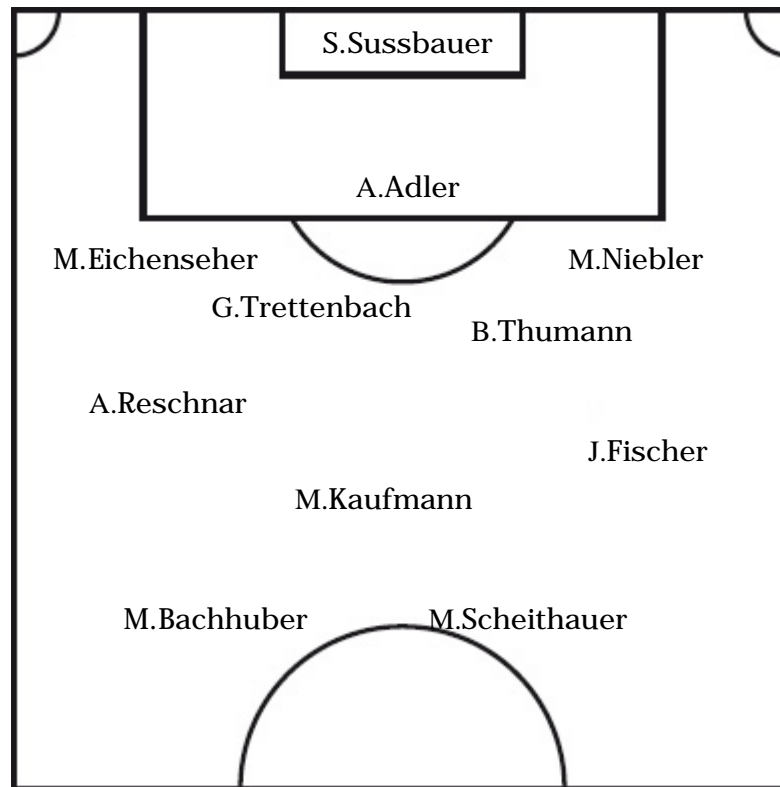 S.Sussbauer
A.Adler
M.Eichenseher
M.Niebler
G.Trettenbach
B.Thumann
A.Reschnar
J.Fischer
M.Kaufmann
M.Bachhuber
M.Scheithauer